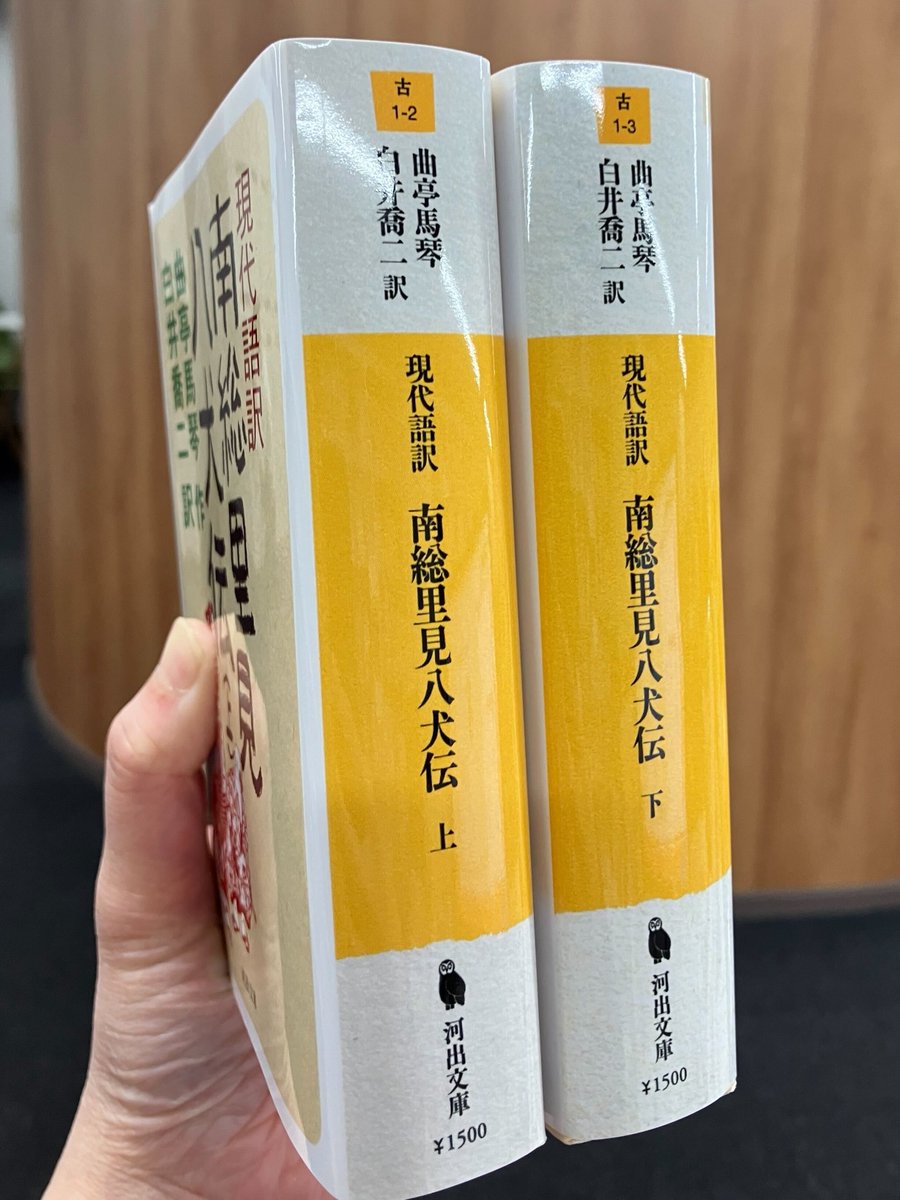 現代語訳
南総里見
八犬伝
曲亭馬琴 作
白井喬二 訳
古
1-2
曲亭馬琴
白井喬二 訳
現代語訳 南総里見八犬伝 上
河出文庫
¥1500
古
1-3
曲亭馬琴
白井喬二 訳
現代語訳 南総里見八犬伝 下
河出文庫
¥1500